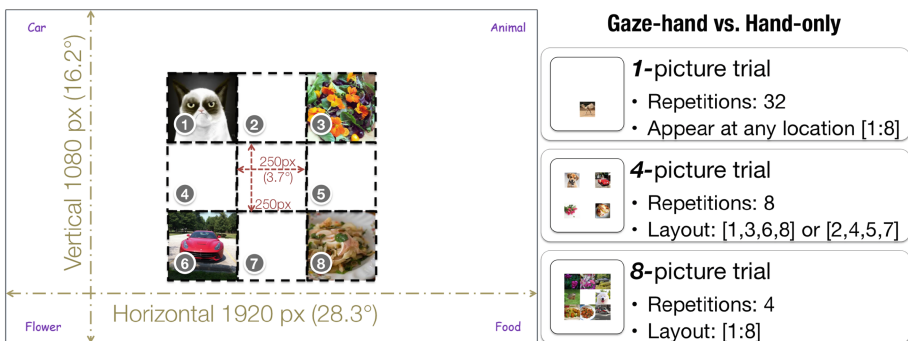 Car
Animal
Vertical 1080 px (16.2°)
1
2
3
4
250px
(3.7°)
250px
5
6
7
8
Horizontal 1920 px (28.3°)
Flower
Food
Gaze-hand vs. Hand-only
1-picture trial
• Repetitions: 32
• Appear at any location [1:8]
4-picture trial
• Repetitions: 8
• Layout: [1,3,6,8] or [2,4,5,7]
8-picture trial
• Repetitions: 4
• Layout: [1:8]